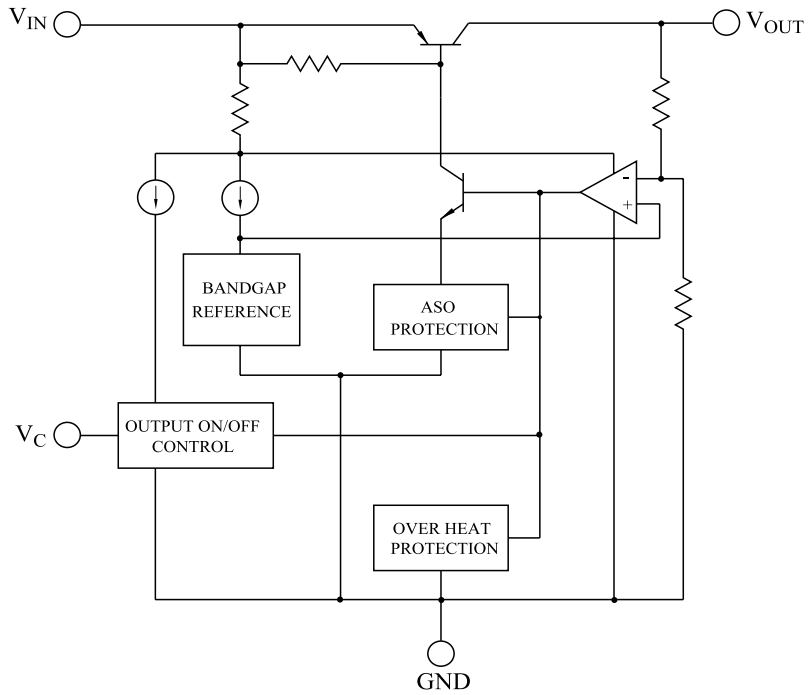 V_IN
V_OUT
-
+
BANDGAP
REFERENCE
ASO
PROTECTION
V_C
OUTPUT ON/OFF
CONTROL
OVER HEAT
PROTECTION
GND